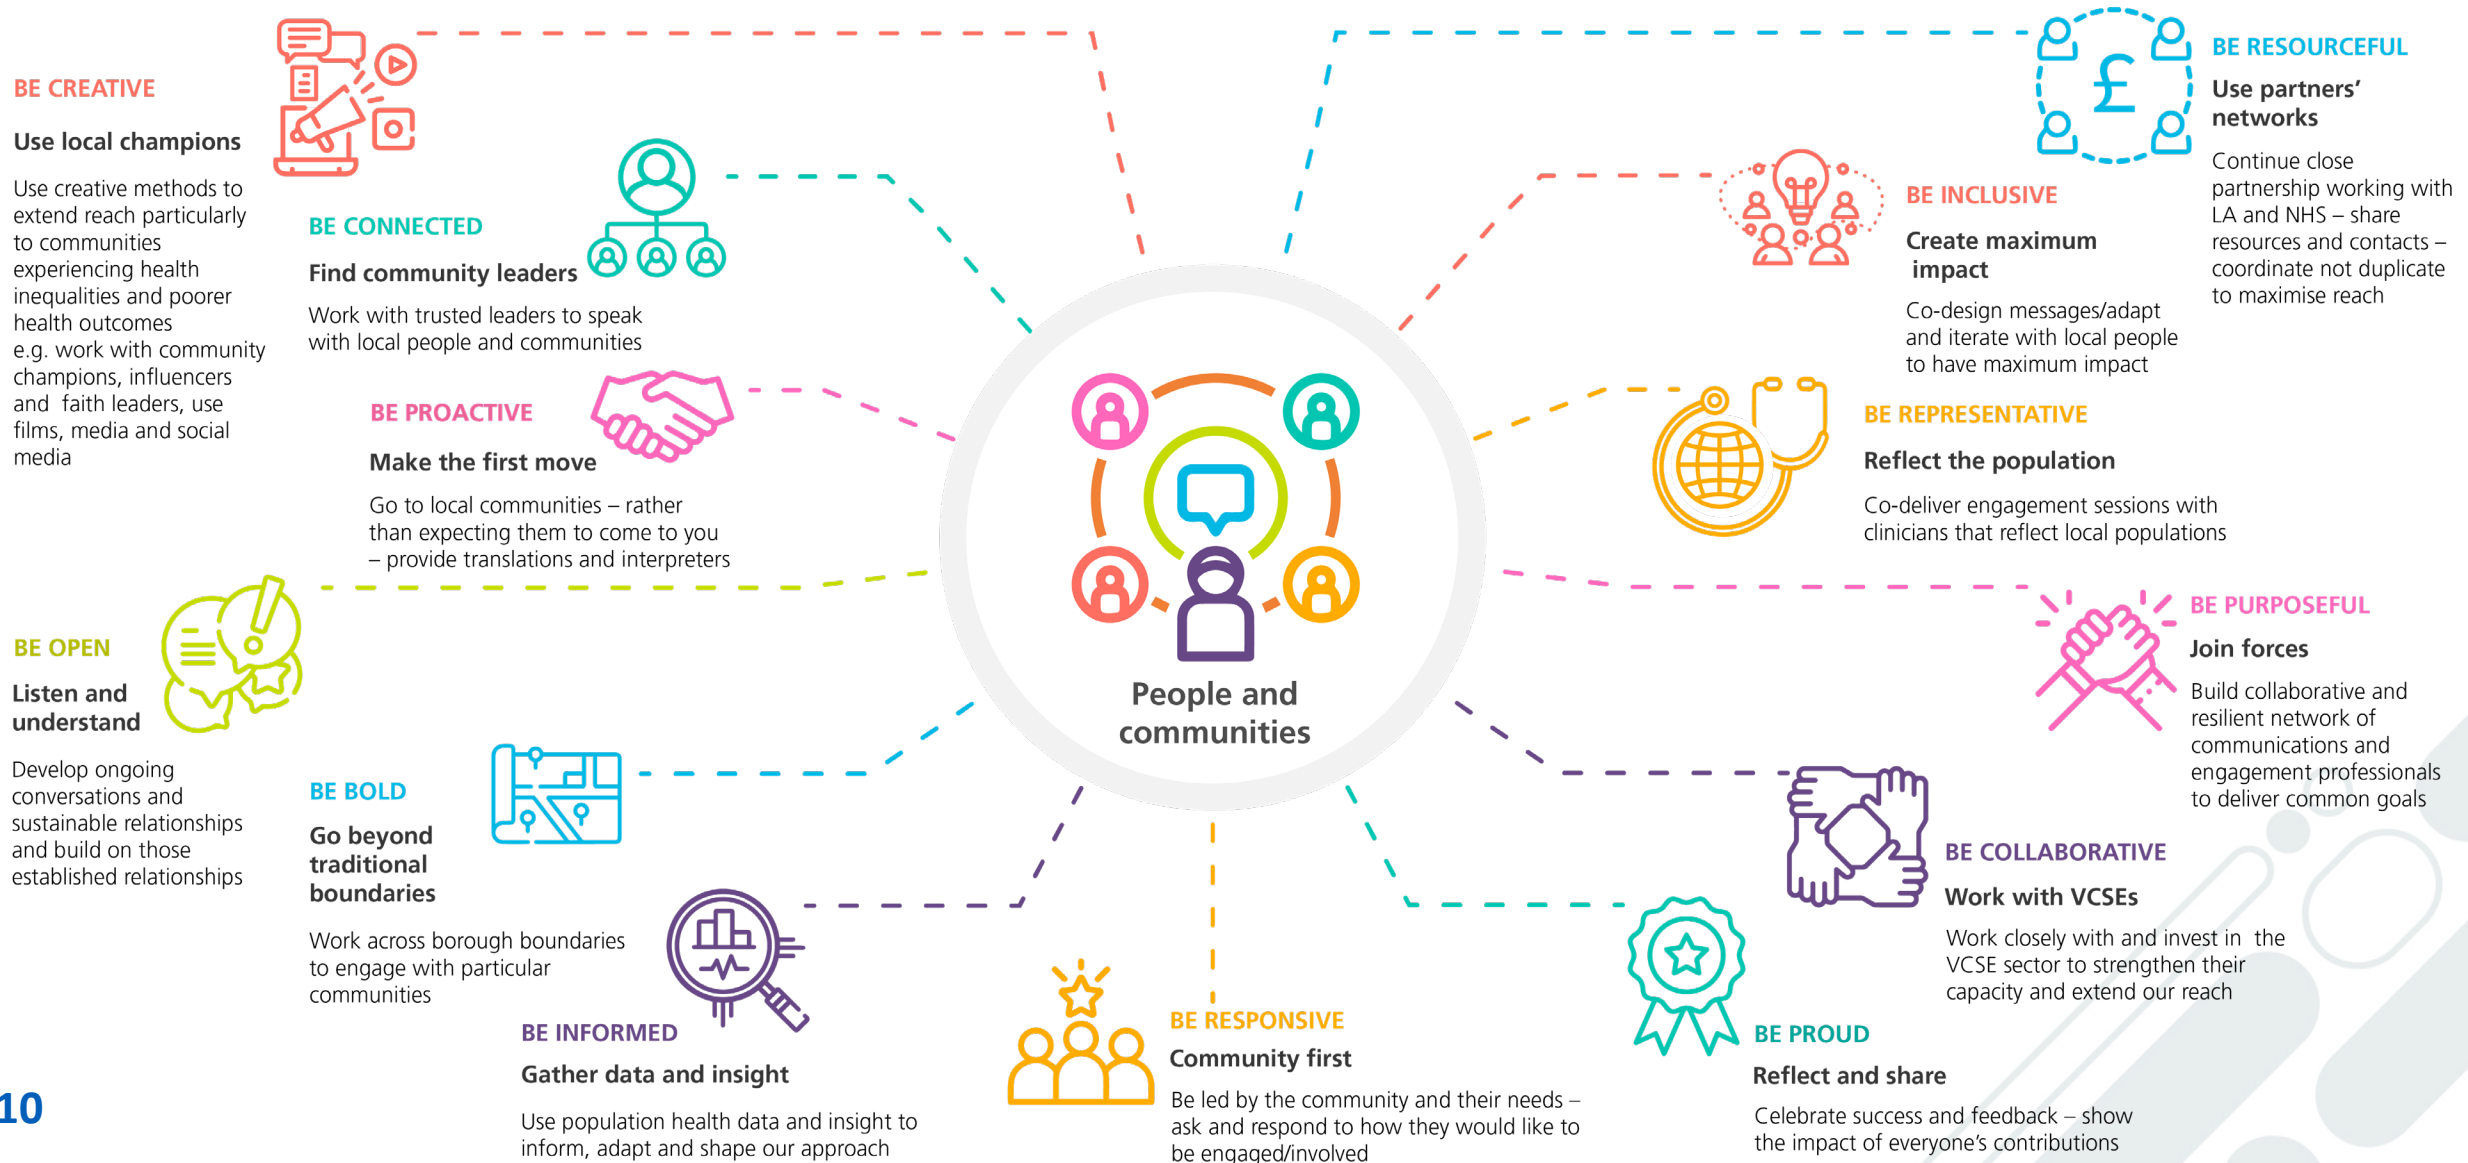 BE CREATIVE
Use local champions
Use creative methods to
extend reach particularly
to communities
experiencing health
inequalities and poorer
health outcomes
e.g. work with community
champions, influencers
and faith leaders, use
films, media and social
media
BE CONNECTED
Find community leaders
Work with trusted leaders to speak
with local people and communities
BE PROACTIVE
Make the first move
Go to local communities – rather
than expecting them to come to you
– provide translations and interpreters
BE OPEN
Listen and
understand
Develop ongoing
conversations and
sustainable relationships
and build on those
established relationships
BE BOLD
Go beyond
traditional
boundaries
Work across borough boundaries
to engage with particular
communities
BE INFORMED
Gather data and insight
Use population health data and insight to
inform, adapt and shape our approach
People and
communities
BE RESPONSIVE
Community first
Be led by the community and their needs –
ask and respond to how they would like to
be engaged/involved
£
BE RESOURCEFUL
Use partners’
networks
Continue close
partnership working with
LA and NHS – share
resources and contacts –
coordinate not duplicate
to maximise reach
BE INCLUSIVE
Create maximum
impact
Co-design messages/adapt
and iterate with local people
to have maximum impact
BE REPRESENTATIVE
Reflect the population
Co-deliver engagement sessions with
clinicians that reflect local populations
BE PURPOSEFUL
Join forces
Build collaborative and
resilient network of
communications and
engagement professionals
to deliver common goals
BE COLLABORATIVE
Work with VCSEs
Work closely with and invest in the
VCSE sector to strengthen their
capacity and extend our reach
BE PROUD
Reflect and share
Celebrate success and feedback – show
the impact of everyone’s contributions
10